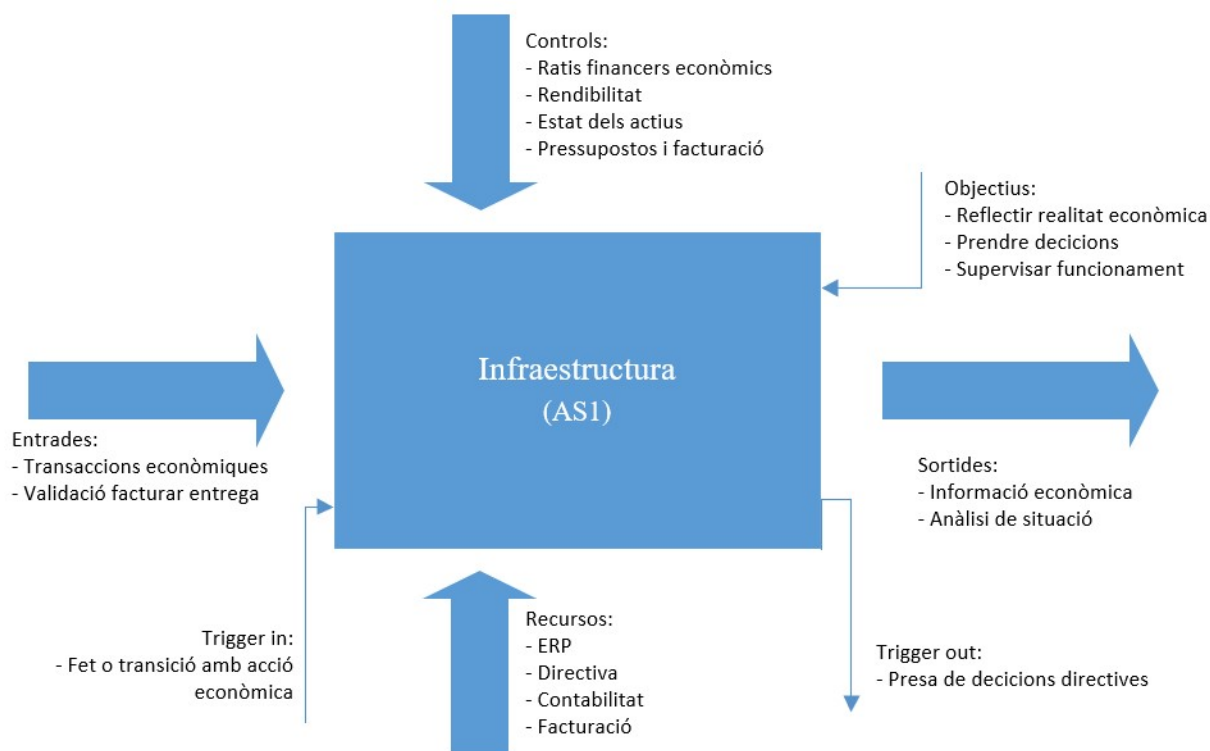 Controls:
- Ratis financers econòmics
- Rendibilitat
- Estat dels actius
- Pressupostos i facturació
Objectius:
- Reflectir realitat econòmica
- Prendre decicions
- Supervisar funcionament
Infraestructura
(AS1)
Entrades:
- Transaccions econòmiques
- Validació facturar entrega
Sortides:
- Informació econòmica
- Anàlisi de situació
Trigger in:
- Fet o transició amb acció
econòmica
Recursos:
- ERP
- Directiva
- Contabilitat
- Facturació
Trigger out:
- Presa de decisions directives